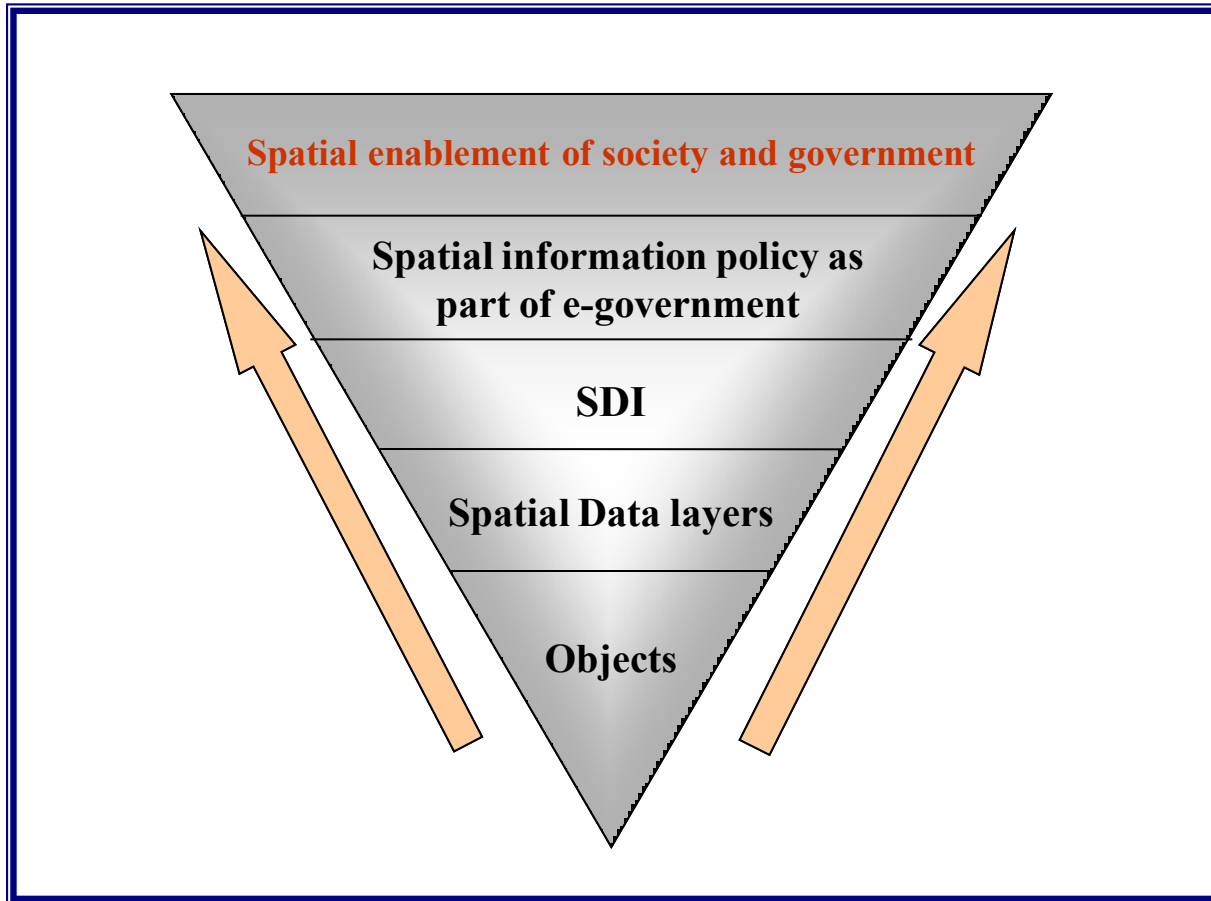 Spatial enablement of society and government
Spatial information policy as
part of e-government
SDI
Spatial Data layers
Objects